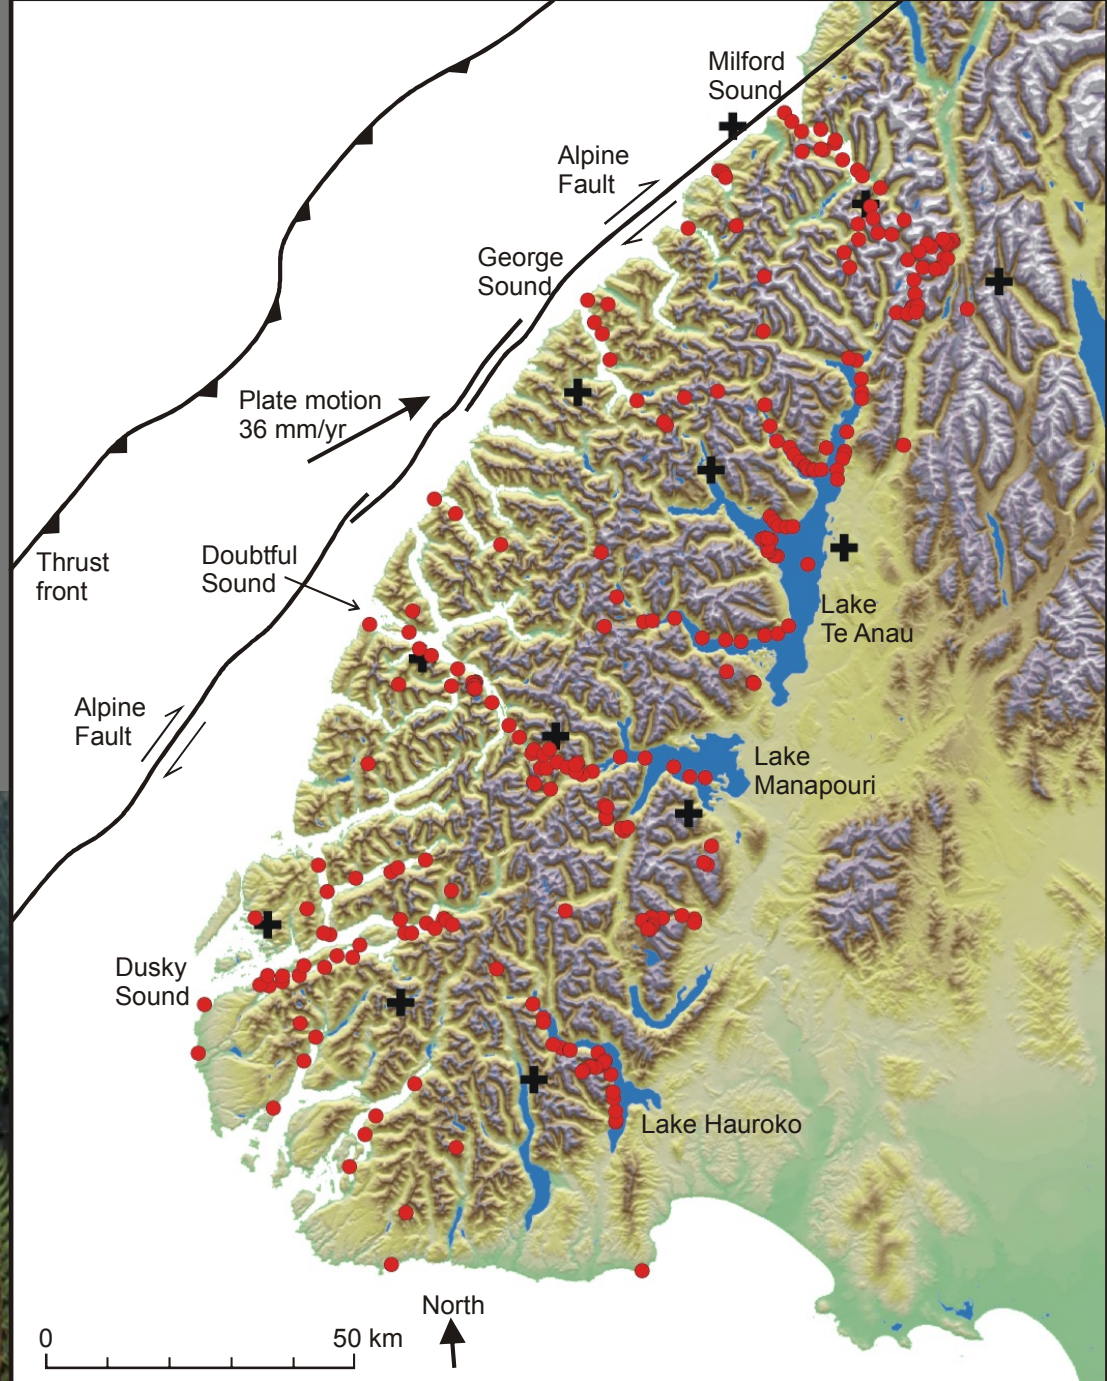 Milford
Sound
Alpine
Fault
George
Sound
Plate motion
36 mm/yr
Thrust
front
Doubtful
Sound
Lake
Te Anau
Alpine
Fault
Lake
Manapouri
Dusky
Sound
Lake Hauroko
North
0
50 km